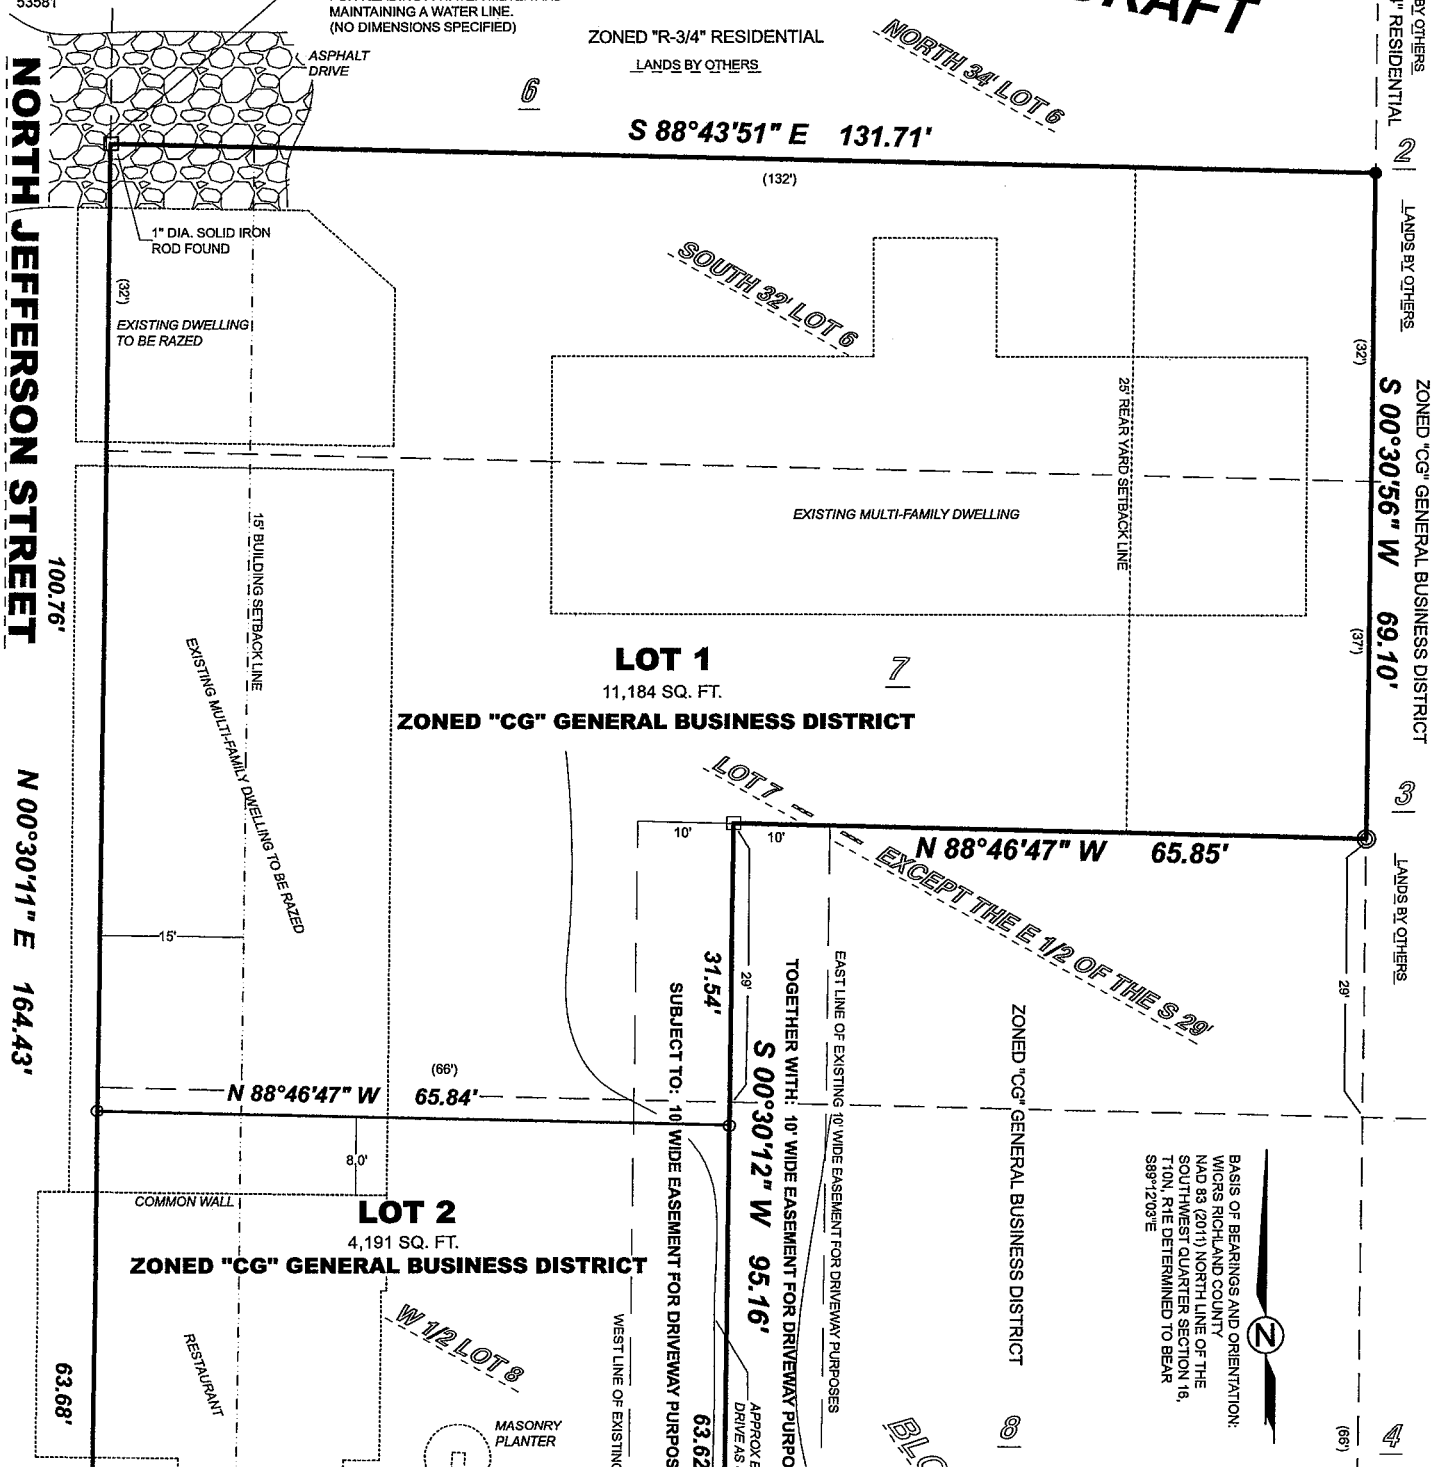 53581
MAINTAINING A WATER LINE.
(NO DIMENSIONS SPECIFIED)
ASPHALT
DRIVE
ZONED "R-3/4" RESIDENTIAL
LANDS BY OTHERS
6
NORTH 34' LOT 6
DRAFT
BY OTHERS
RESIDENTIAL
2
S 88°43'51" E 131.71'
(132')
1" DIA. SOLID IRON
ROD FOUND
NORTH JEFFERSON STREET
(32')
EXISTING DWELLING
TO BE RAZED
SOUTH 32' LOT 6
LANDS BY OTHERS
(32')
ZONED "CG" GENERAL BUSINESS DISTRICT
S 00°30'56" W 69.10'
(37')
25' REAR YARD SETBACK LINE
EXISTING MULTI-FAMILY DWELLING
100.76'
15' BUILDING SETBACK LINE
EXISTING MULTI-FAMILY DWELLING TO BE RAZED
LOT 1
11,184 SQ. FT.
ZONED "CG" GENERAL BUSINESS DISTRICT
7
3
LOT 7 — — EXCEPT THE E 1/2 OF THE S 29'
10'
10'
N 88°46'47" W 65.85'
LANDS BY OTHERS
N 00°30'11" E 164.43'
15'
31.54'
29'
29'
S 00°30'12" W 95.16'
SUBJECT TO: 10' WIDE EASEMENT FOR DRIVEWAY PURPOS
TOGETHER WITH: 10' WIDE EASEMENT FOR DRIVEWAY PURPO
EAST LINE OF EXISTING 10' WIDE EASEMENT FOR DRIVEWAY PURPOSES
ZONED "CG" GENERAL BUSINESS DISTRICT
(66')
N 88°46'47" W 65.84'
8.0'
COMMON WALL
LOT 2
4,191 SQ. FT.
ZONED "CG" GENERAL BUSINESS DISTRICT
BASIS OF BEARINGS AND ORIENTATION:
WICRS RICHLAND COUNTY
NAD 83 (2011) NORTH LINE OF THE
SOUTHWEST QUARTER SECTION 16,
T10N, R1E DETERMINED TO BEAR
S89°12'03"E
N
W 1/2 LOT 8
RESTAURANT
63.68'
MASONRY
PLANTER
WEST LINE OF EXISTING
63.62
APPROX E
DRIVE AS
BLO
8
(66')
4